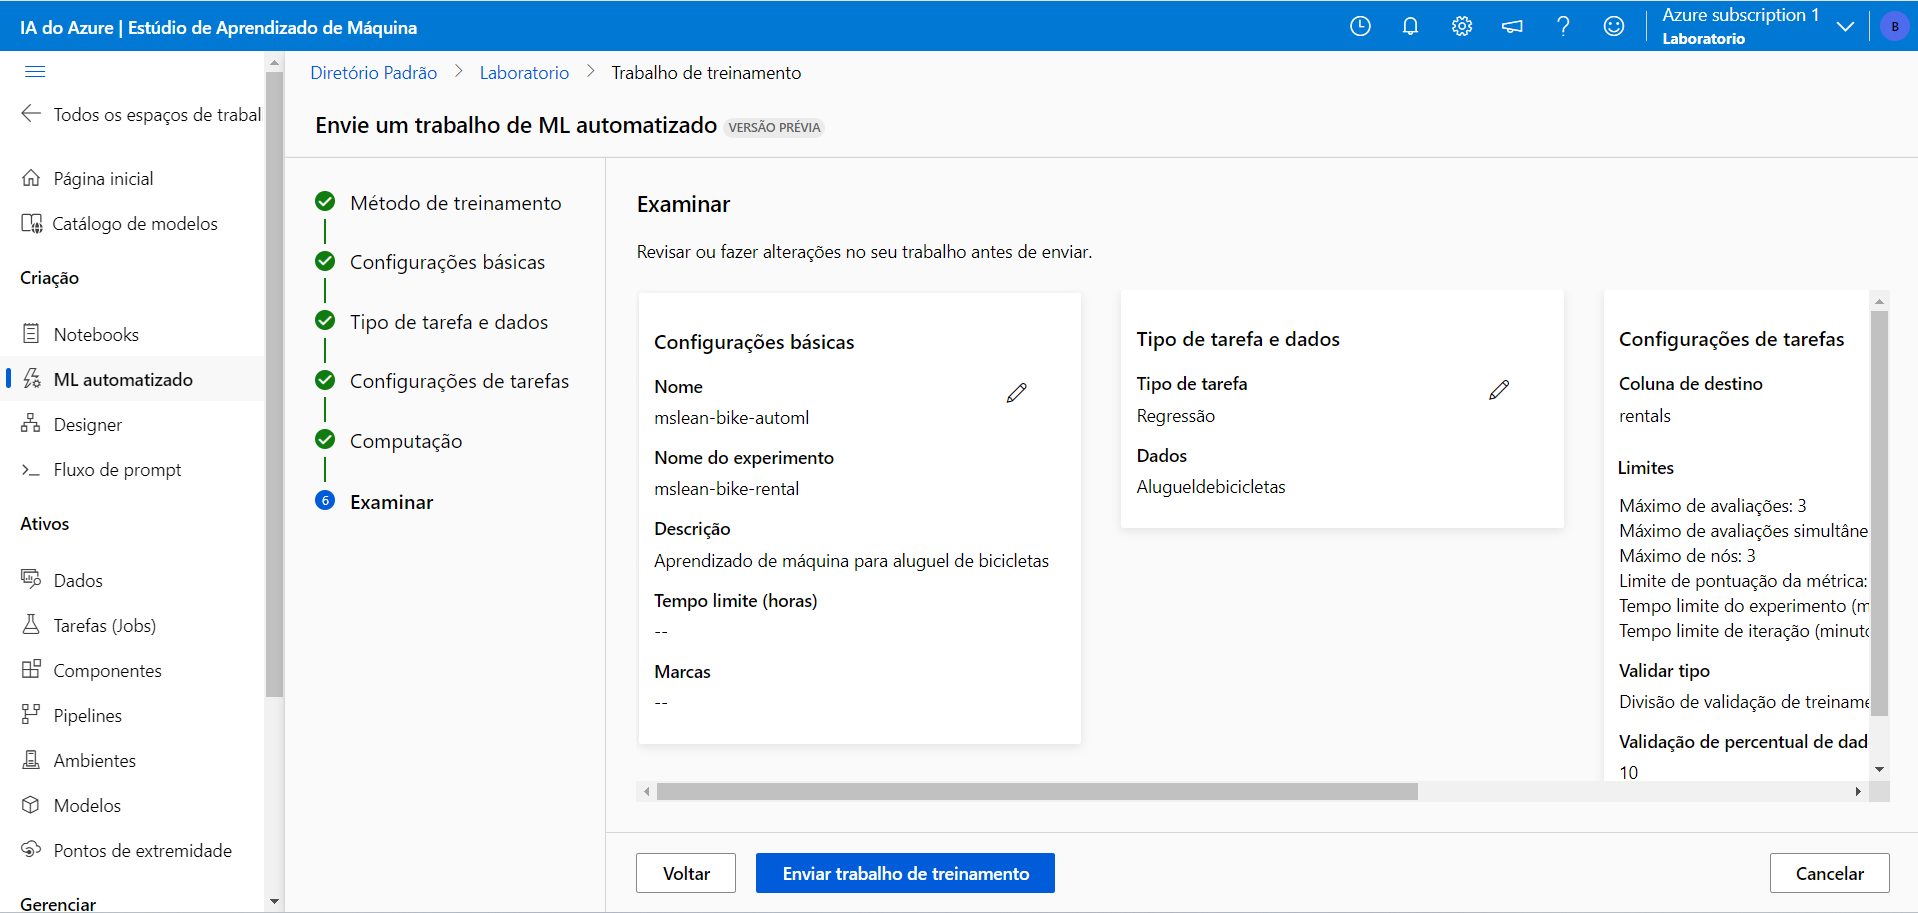 IA do Azure | Estúdio de Aprendizado de Máquina
Azure subscription 1
Laboratorio
B
Todos os espaços de trabal
Página inicial
Catálogo de modelos
Criação
Notebooks
ML automatizado
Designer
Fluxo de prompt
Ativos
Dados
Tarefas (Jobs)
Componentes
Pipelines
Ambientes
Modelos
Pontos de extremidade
Gerenciar
Diretório Padrão > Laboratorio > Trabalho de treinamento
Envie um trabalho de ML automatizado VERSÃO PRÉVIA
Método de treinamento
Configurações básicas
Tipo de tarefa e dados
Configurações de tarefas
Computação
6 Examinar
Examinar
Revisar ou fazer alterações no seu trabalho antes de enviar.
Configurações básicas
Nome
mslean-bike-automl
Nome do experimento
mslean-bike-rental
Descrição
Aprendizado de máquina para aluguel de bicicletas
Tempo limite (horas)
--
Marcas
--
Tipo de tarefa e dados
Tipo de tarefa
Regressão
Dados
Alugueldebicicletas
Configurações de tarefas
Coluna de destino
rentals
Limites
Máximo de avaliações: 3
Máximo de avaliações simultâne
Máximo de nós: 3
Limite de pontuação da métrica:
Tempo limite do experimento (m
Tempo limite de iteração (minuto
Validar tipo
Divisão de validação de treiname
Validação de percentual de dad
10
Voltar
Enviar trabalho de treinamento
Cancelar